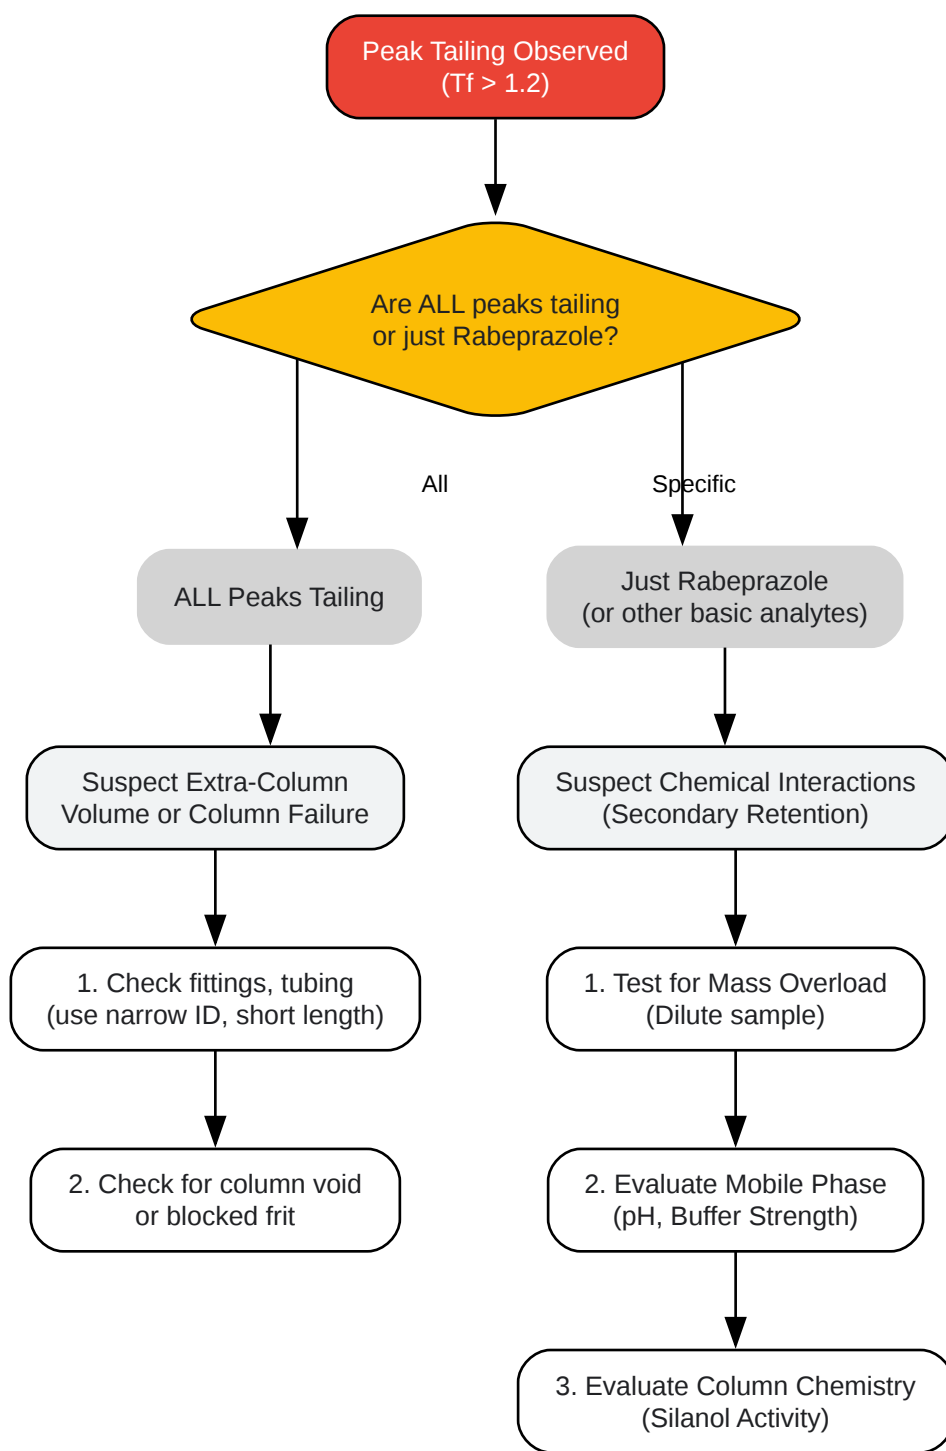 Peak Tailing Observed
(Tf > 1.2)
Are ALL peaks tailing
or just Rabeprazole?
All
Specific
ALL Peaks Tailing
Just Rabeprazole
(or other basic analytes)
Suspect Extra-Column
Volume or Column Failure
Suspect Chemical Interactions
(Secondary Retention)
1. Check fittings, tubing
(use narrow ID, short length)
1. Test for Mass Overload
(Dilute sample)
2. Check for column void
or blocked frit
2. Evaluate Mobile Phase
(pH, Buffer Strength)
3. Evaluate Column Chemistry
(Silanol Activity)